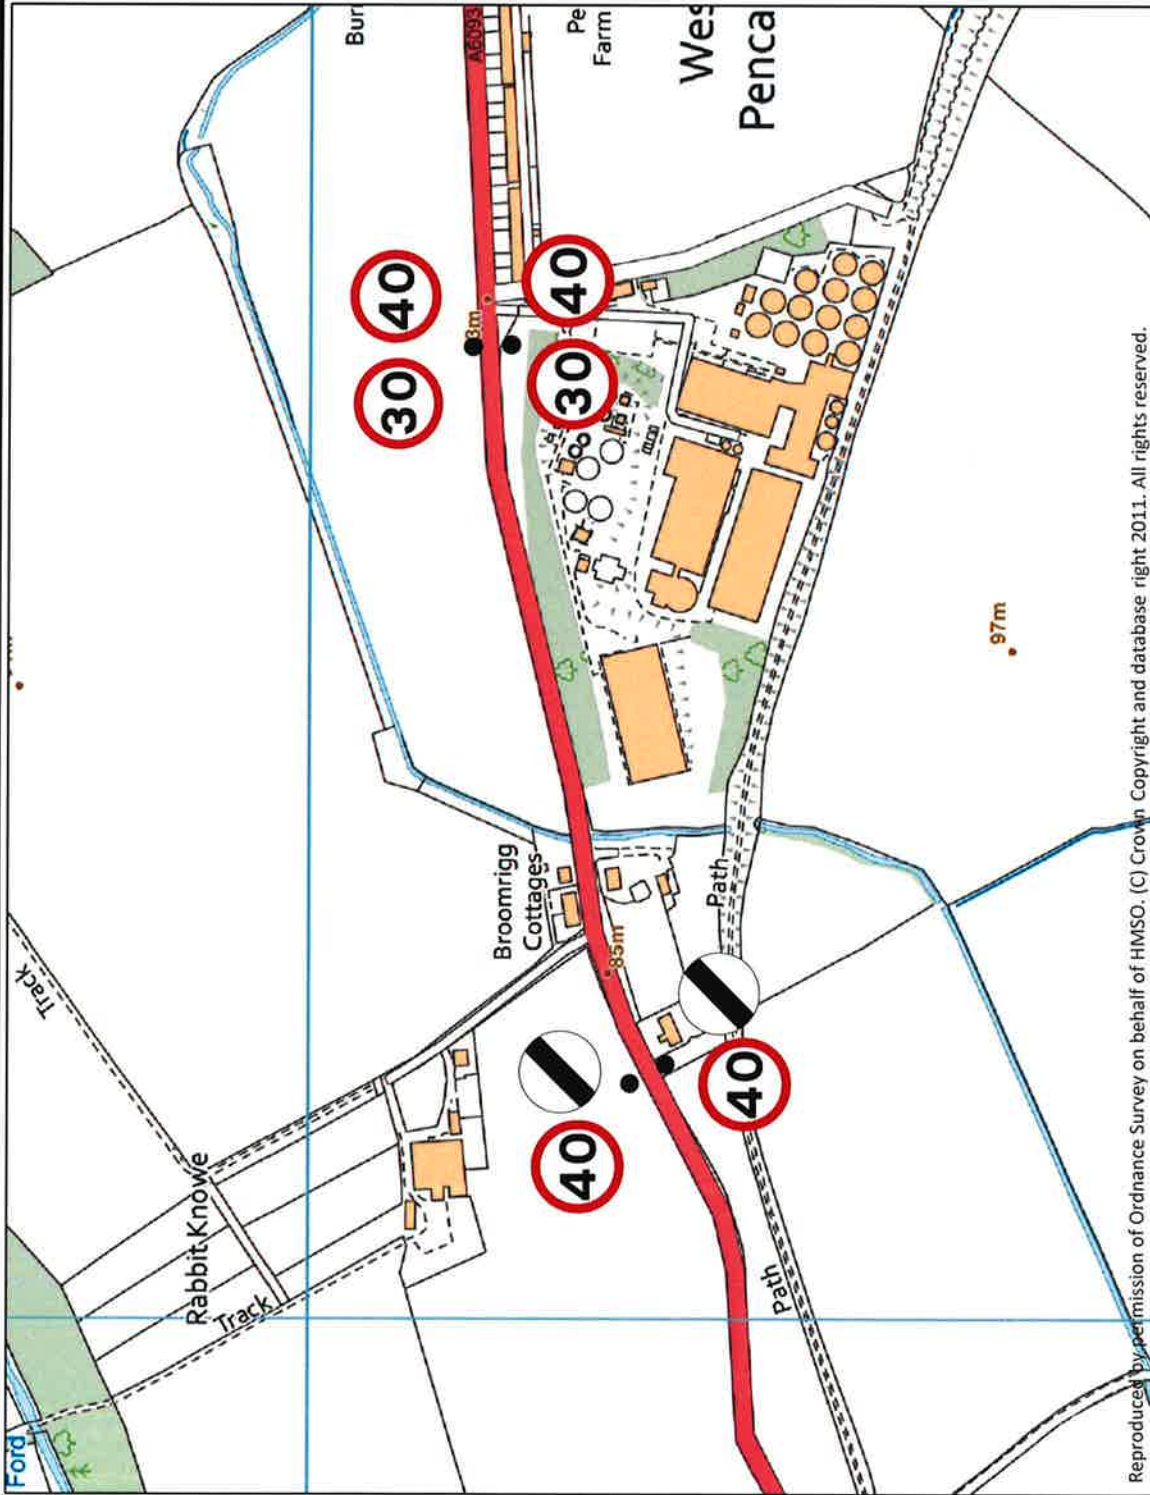 Ford
Track
Rabbit Knowe
Track
Broomrigg
Cottages
Path
Path
85m
97m
3m
A6093
Bur
Pe
Farm
Wes
Penca
40
40
30
40
30
40
Reproduced by permission of Ordnance Survey on behalf of HMSO. (C) Crown Copyright and database right 2011. All rights reserved.